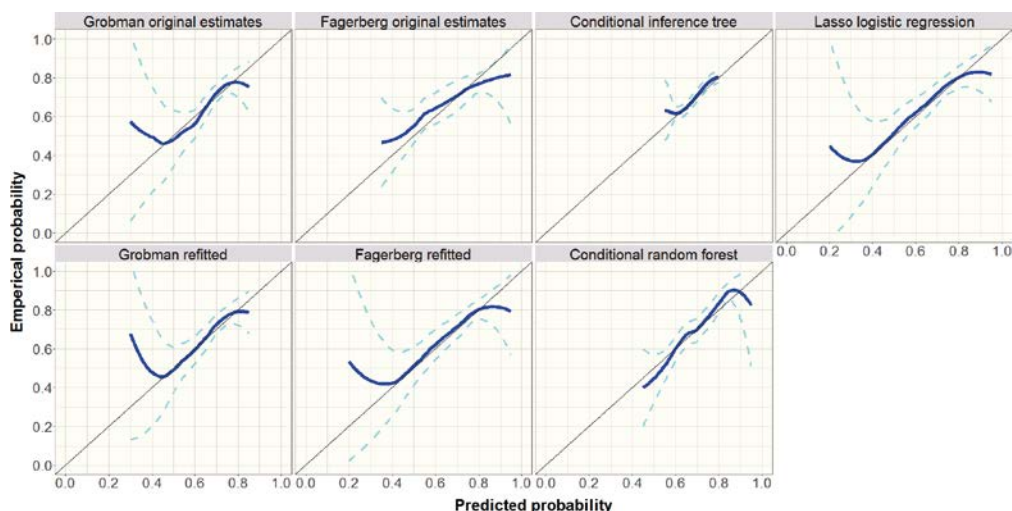 Grobman original estimates
Fagerberg original estimates
Conditional inference tree
Lasso logistic regression
1.0
0.8
0.6
0.4
0.2
0.0
0.0 0.2 0.4 0.6 0.8 1.0
Grobman refitted
Fagerberg refitted
Conditional random forest
1.0
0.8
0.6
0.4
0.2
0.0
0.0 0.2 0.4 0.6 0.8 1.0
0.0 0.2 0.4 0.6 0.8 1.0
0.0 0.2 0.4 0.6 0.8 1.0
Emperical probability
Predicted probability